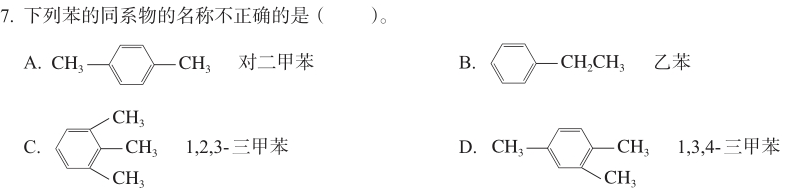 7. 下列苯的同系物的名称不正确的是（　　）。
A. CH₃ CH₃ 对二甲苯 B. CH₂CH₃ 乙苯
CH₃
C. CH₃ 1,2,3-三甲苯 D. CH₃ CH₃ 1,3,4-三甲苯
CH₃ CH₃